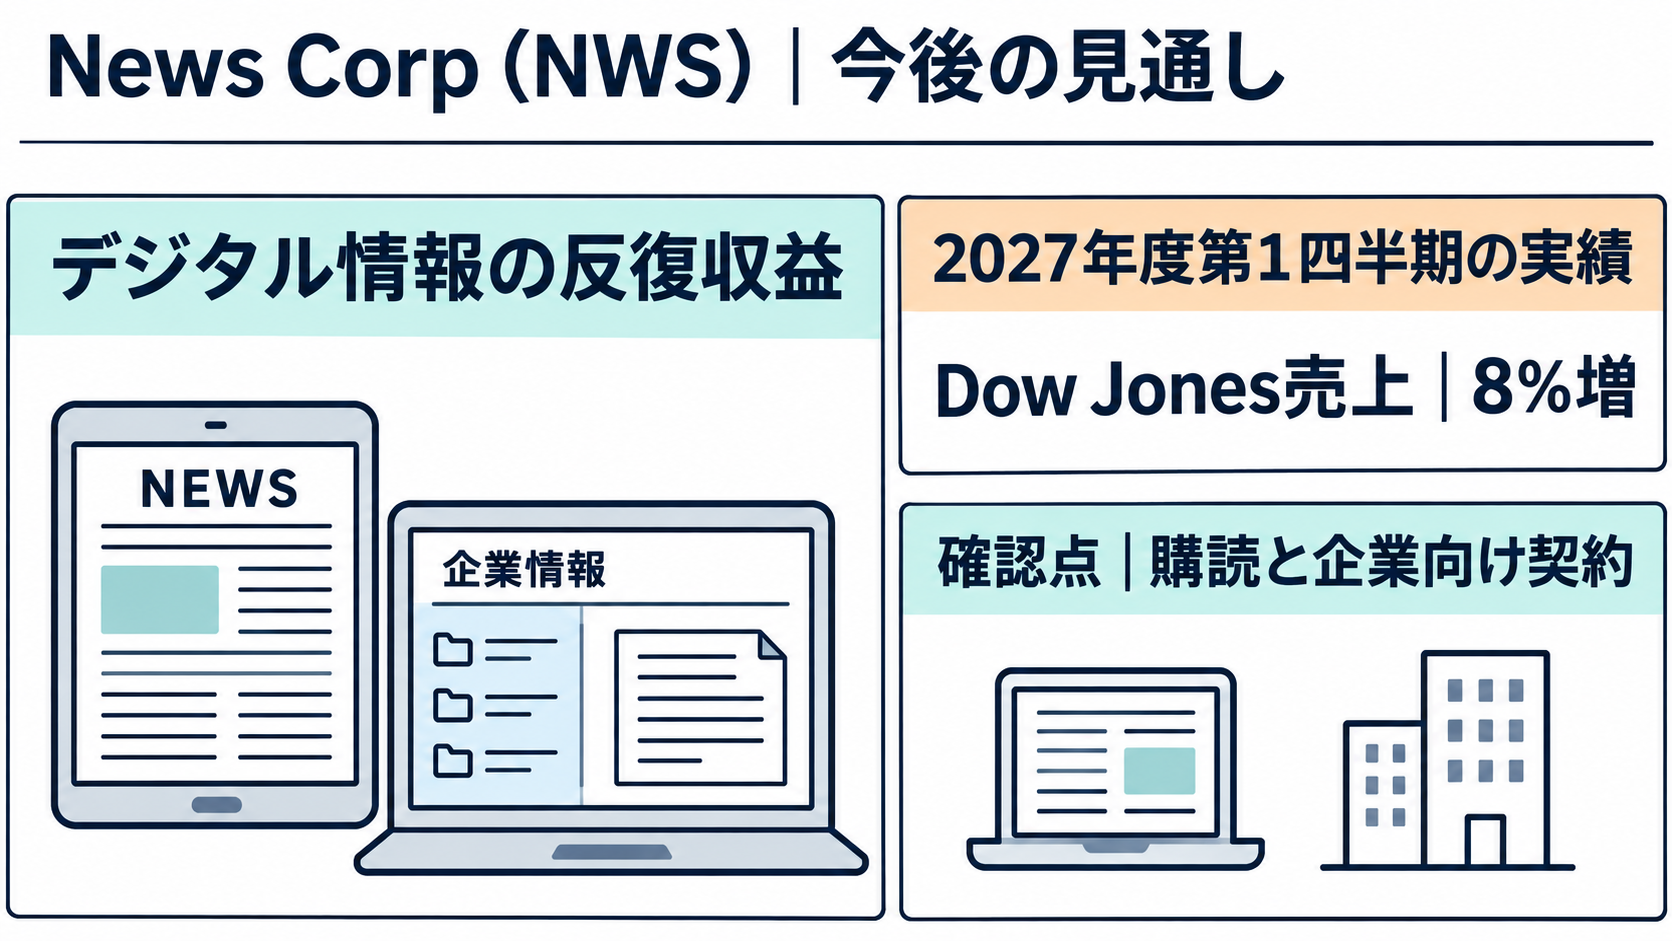 News Corp（NWS）｜今後の見通し
デジタル情報の反復収益
NEWS
企業情報
2027年度第1四半期の実績
Dow Jones売上｜8%増
確認点｜購読と企業向け契約